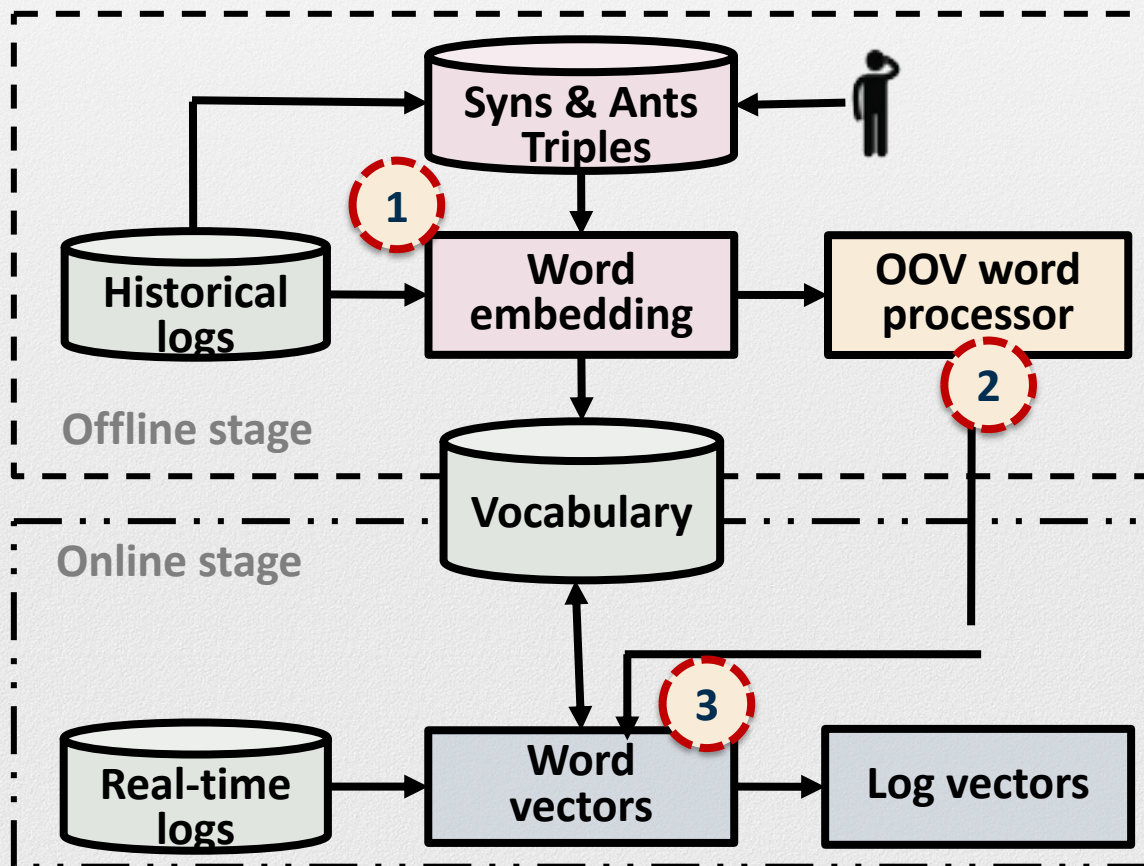 Syns & Ants
Triples
1
Historical
logs
Word
embedding
OOV word
processor
2
Offline stage
Vocabulary
Online stage
3
Real-time
logs
Word
vectors
Log vectors